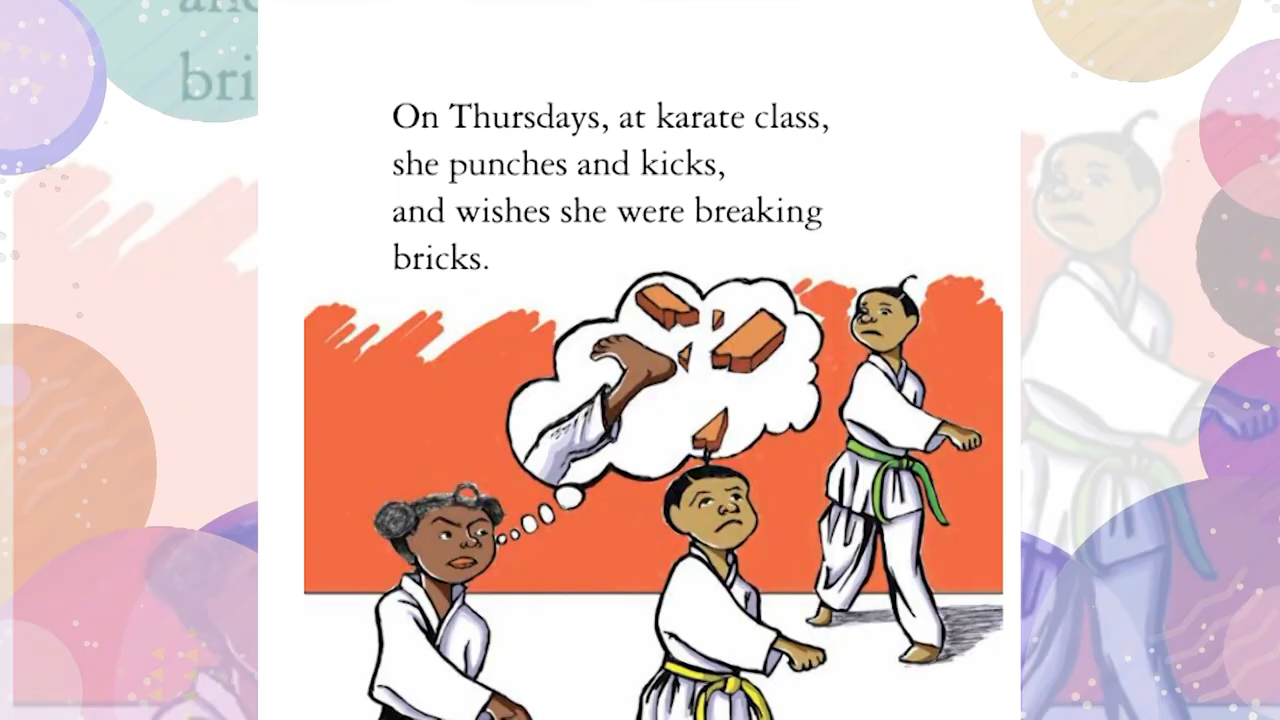 On Thursdays, at karate class,
she punches and kicks,
and wishes she were breaking
bricks.